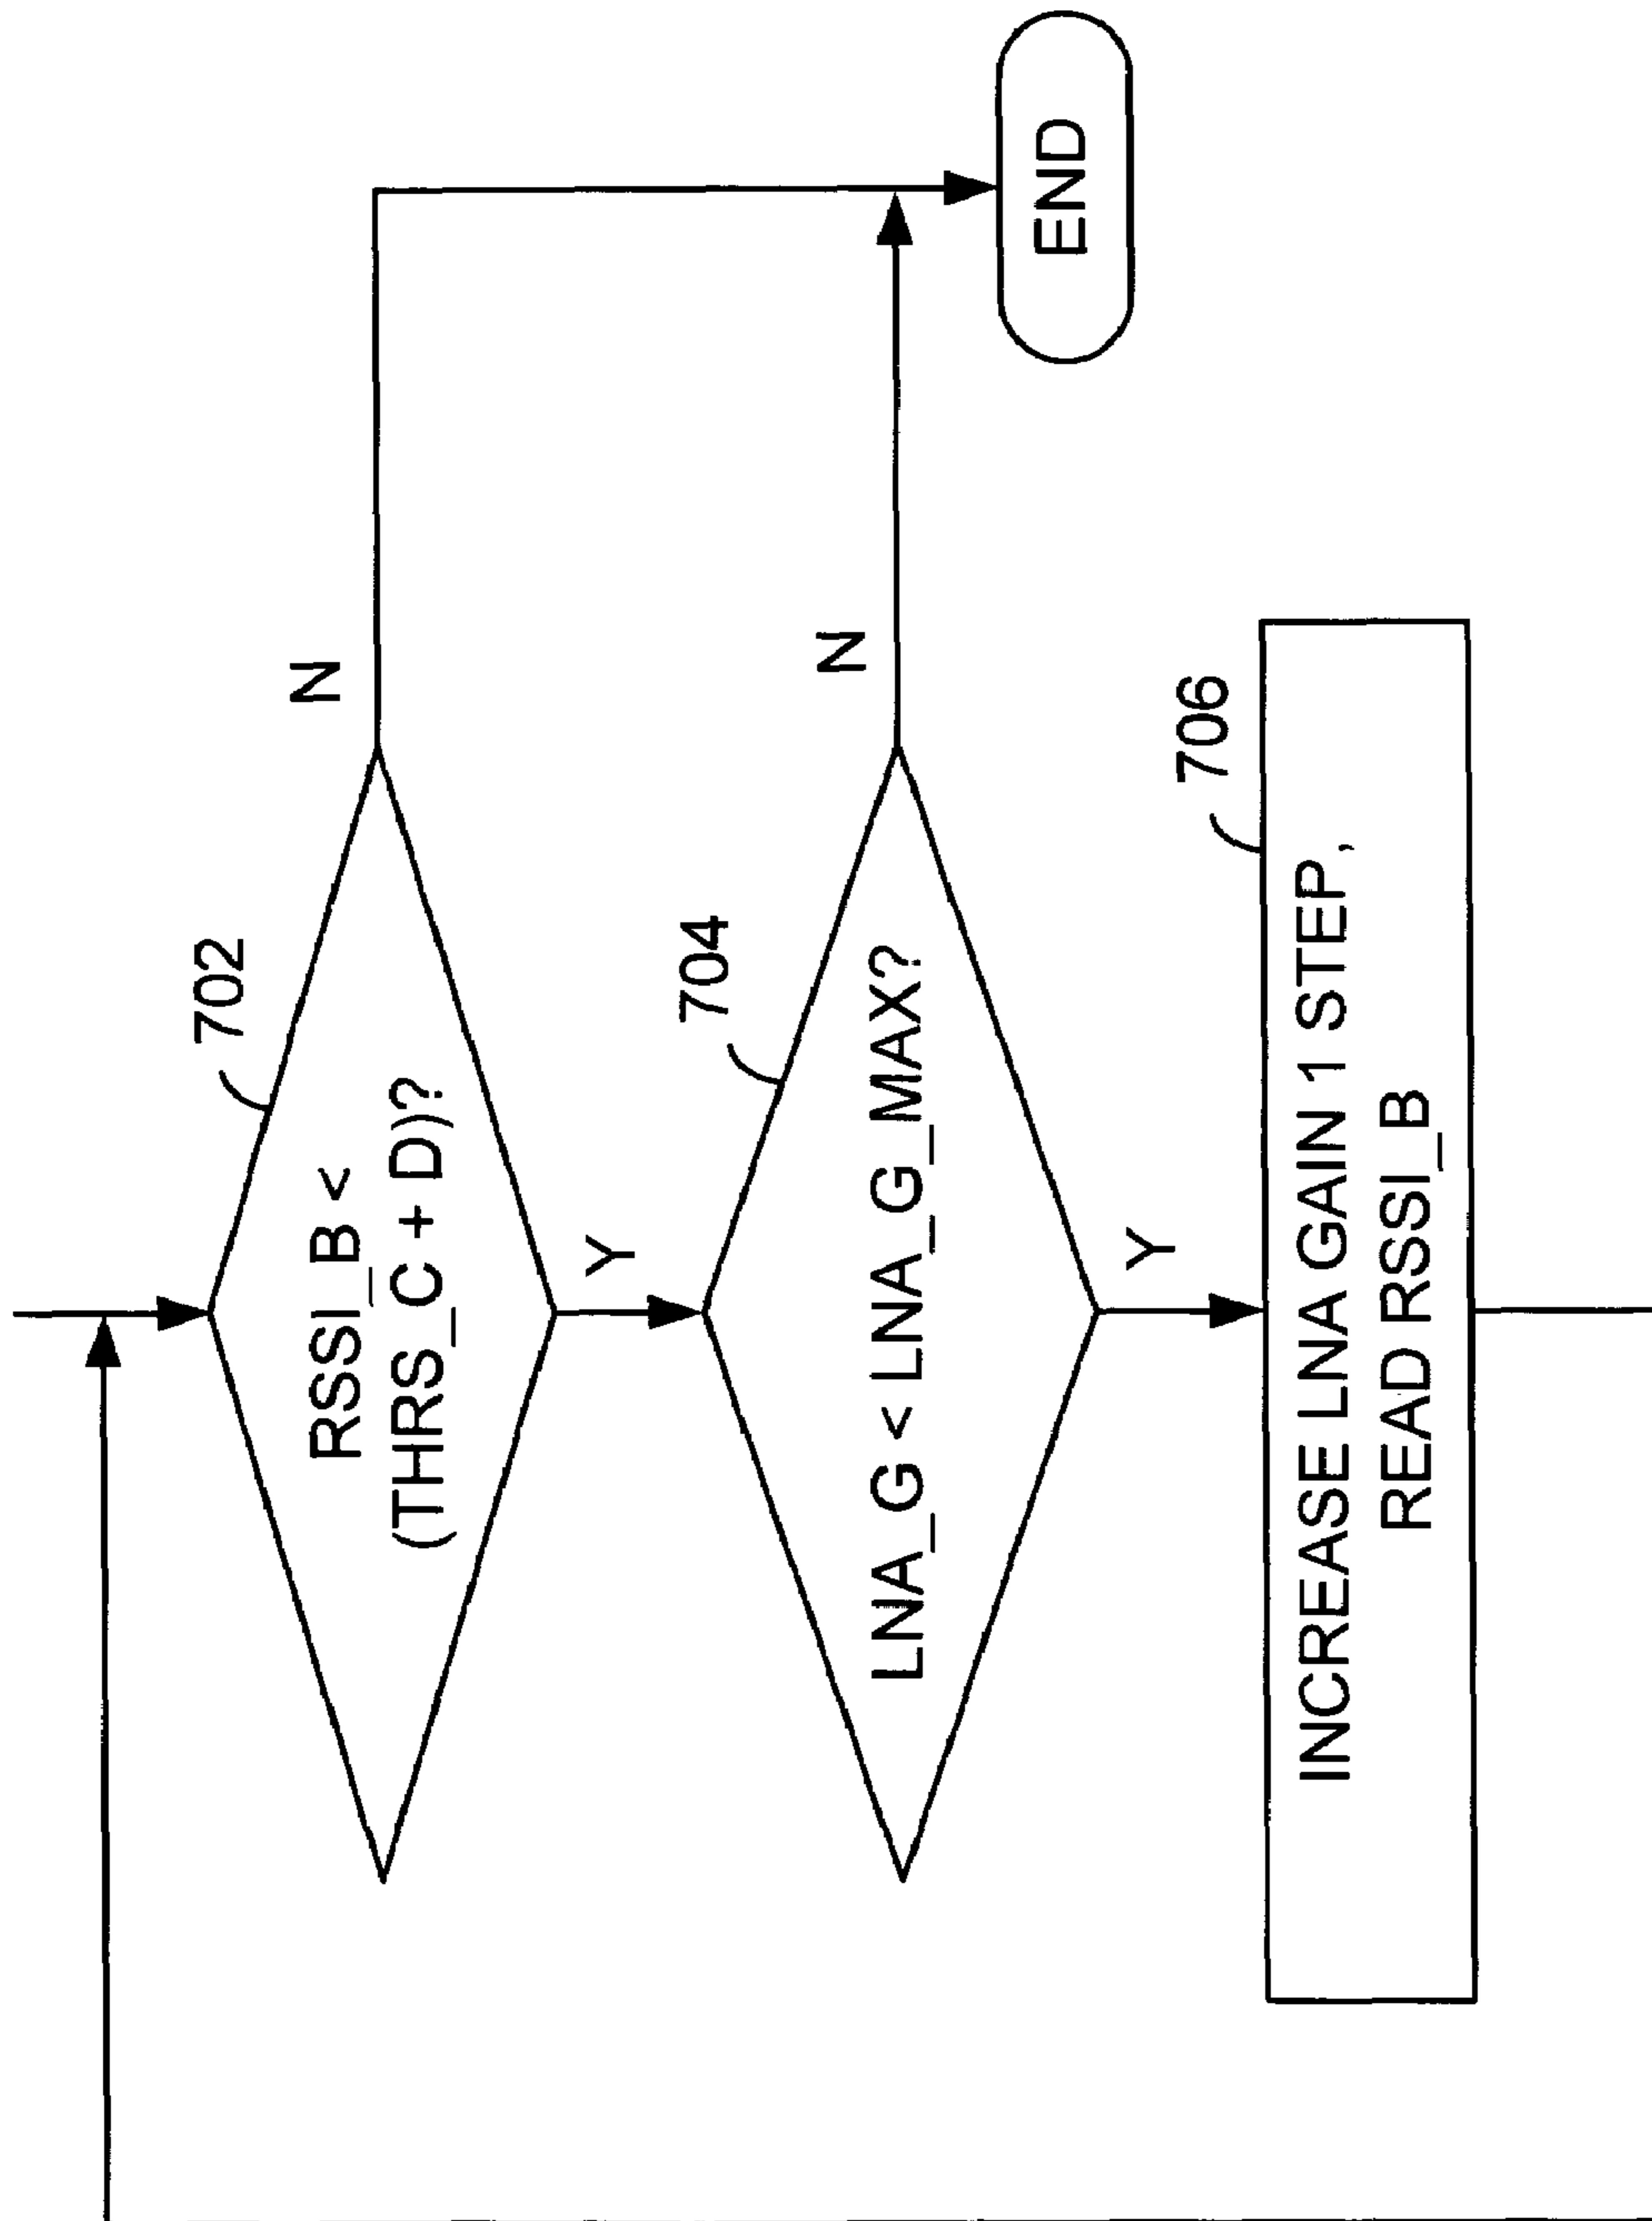 702
RSSI_B <
(THRS_C + D)?
N
Y
704
LNA_G < LNA_G_MAX?
N
Y
706
INCREASE LNA GAIN 1 STEP,
READ RSSI_B
END